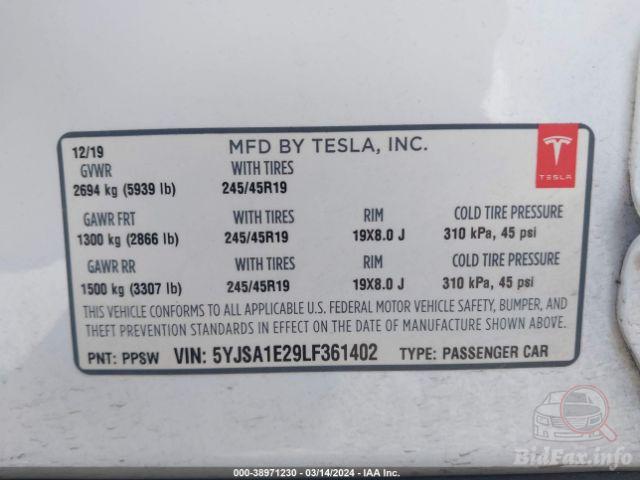 12/19 MFD BY TESLA, INC.
TESLA
GVWR WITH TIRES
2694 kg (5939 lb) 245/45R19
GAWR FRT WITH TIRES RIM COLD TIRE PRESSURE
1300 kg (2866 lb) 245/45R19 19X8.0 J 310 kPa, 45 psi
GAWR RR WITH TIRES RIM COLD TIRE PRESSURE
1500 kg (3307 lb) 245/45R19 19X8.0 J 310 kPa, 45 psi
THIS VEHICLE CONFORMS TO ALL APPLICABLE U.S. FEDERAL MOTOR VEHICLE SAFETY, BUMPER, AND
THEFT PREVENTION STANDARDS IN EFFECT ON THE DATE OF MANUFACTURE SHOWN ABOVE.
PNT: PPSW VIN: 5YJSA1E29LF361402 TYPE: PASSENGER CAR
BidFax.info
000-38971230 - 03/14/2024 - IAA Inc.